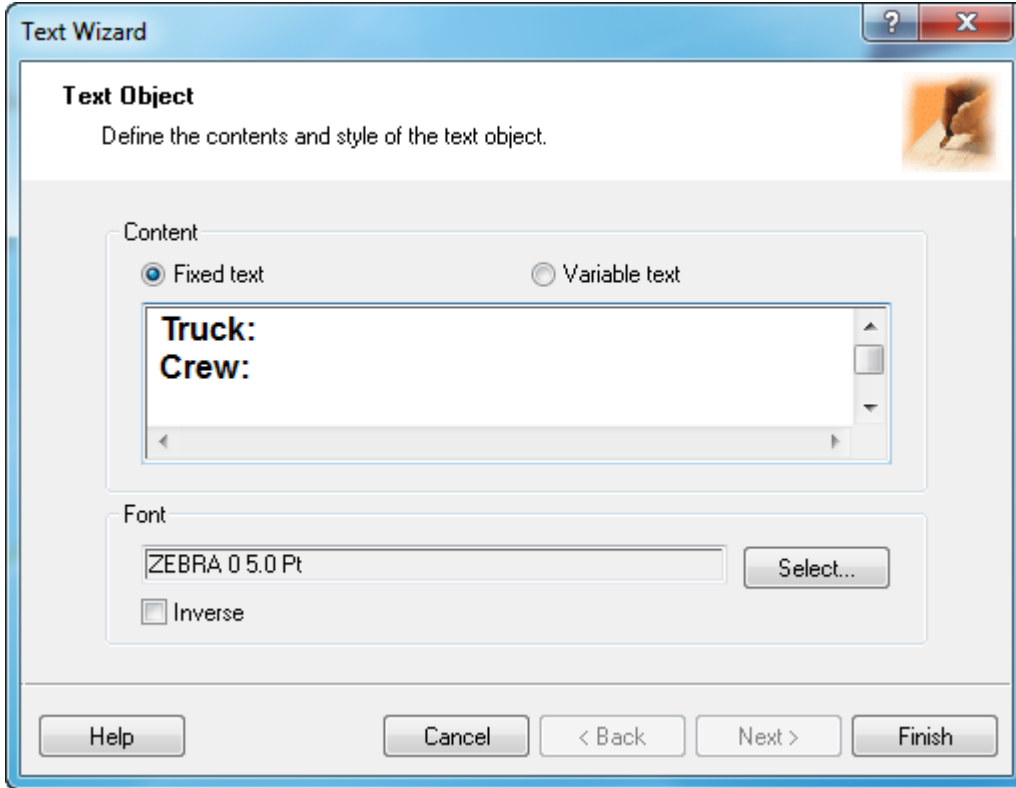 Text Wizard
Text Object
Define the contents and style of the text object.
Content
Fixed text
Variable text
Truck:
Crew:
Font
ZEBRA 0 5.0 Pt
Select...
Inverse
Help
Cancel
< Back
Next >
Finish